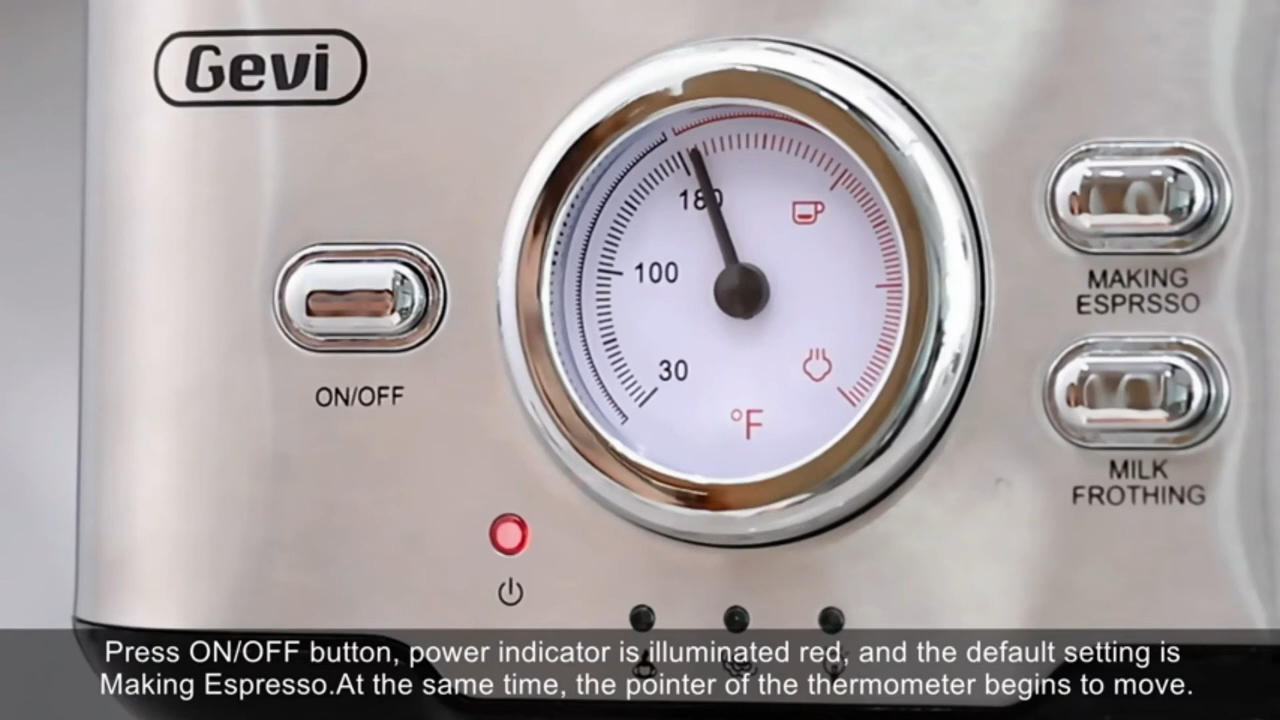 Gevi
180
100
30
°F
ON/OFF
MAKING
ESPRSSO
MILK
FROTHING
Press ON/OFF button, power indicator is illuminated red, and the default setting is
Making Espresso.At the same time, the pointer of the thermometer begins to move.